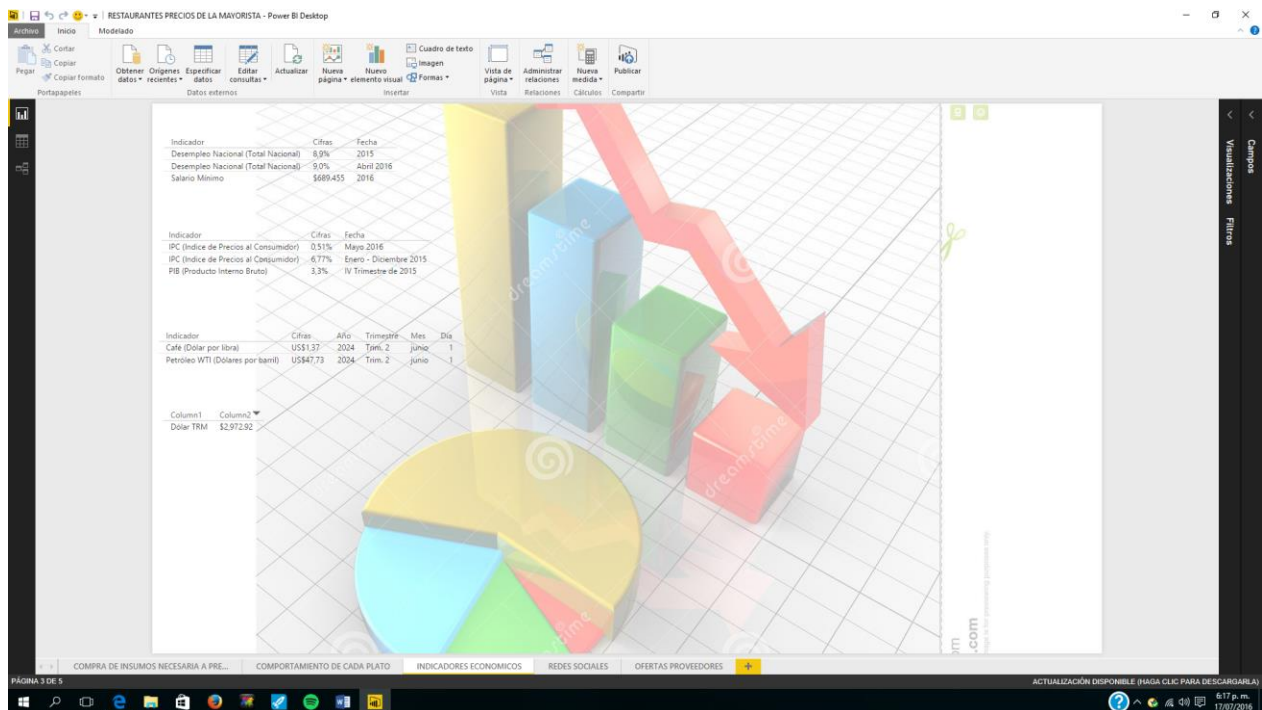 RESTAURANTES PRECIOS DE LA MAYORISTA - Power BI Desktop
Archivo Inicio Modelado
Pegar
Cortar
Copiar
Copiar formato
Portapapeles
Obtener datos
Orígenes recientes
Especificar datos
Editar consultas
Datos externos
Actualizar
Nueva página
Nuevo elemento visual
Cuadro de texto
Imagen
Formas
Insertar
Vista de página
Vista
Administrar relaciones
Relaciones
Nueva medida
Cálculos
Publicar
Compartir
Indicador Cifras Fecha
Desempleo Nacional (Total Nacional) 8,9% 2015
Desempleo Nacional (Total Nacional) 9,0% Abril 2016
Salario Mínimo $689.455 2016
Indicador Cifras Fecha
IPC (Indice de Precios al Consumidor) 0,51% Mayo 2016
IPC (Indice de Precios al Consumidor) 6,77% Enero - Diciembre 2015
PIB (Producto Interno Bruto) 3,3% IV Trimestre de 2015
Indicador Cifras Año Trimestre Mes Día
Café (Dolar por libra) US$1,37 2024 Trim. 2 junio 1
Petróleo WTI (Dolares por barril) US$47,73 2024 Trim. 2 junio 1
Column1 Column2
Dólar TRM $2,972.92
dreamstime
dreamstime
.com
Visualizaciones
Filtros
Campos
COMPRA DE INSUMOS NECESARIA A PRE... COMPORTAMIENTO DE CADA PLATO INDICADORES ECONOMICOS REDES SOCIALES OFERTAS PROVEEDORES
PÁGINA 3 DE 5
ACTUALIZACIÓN DISPONIBLE (HAGA CLIC PARA DESCARGARLA)
6:17 p. m.
17/07/2016